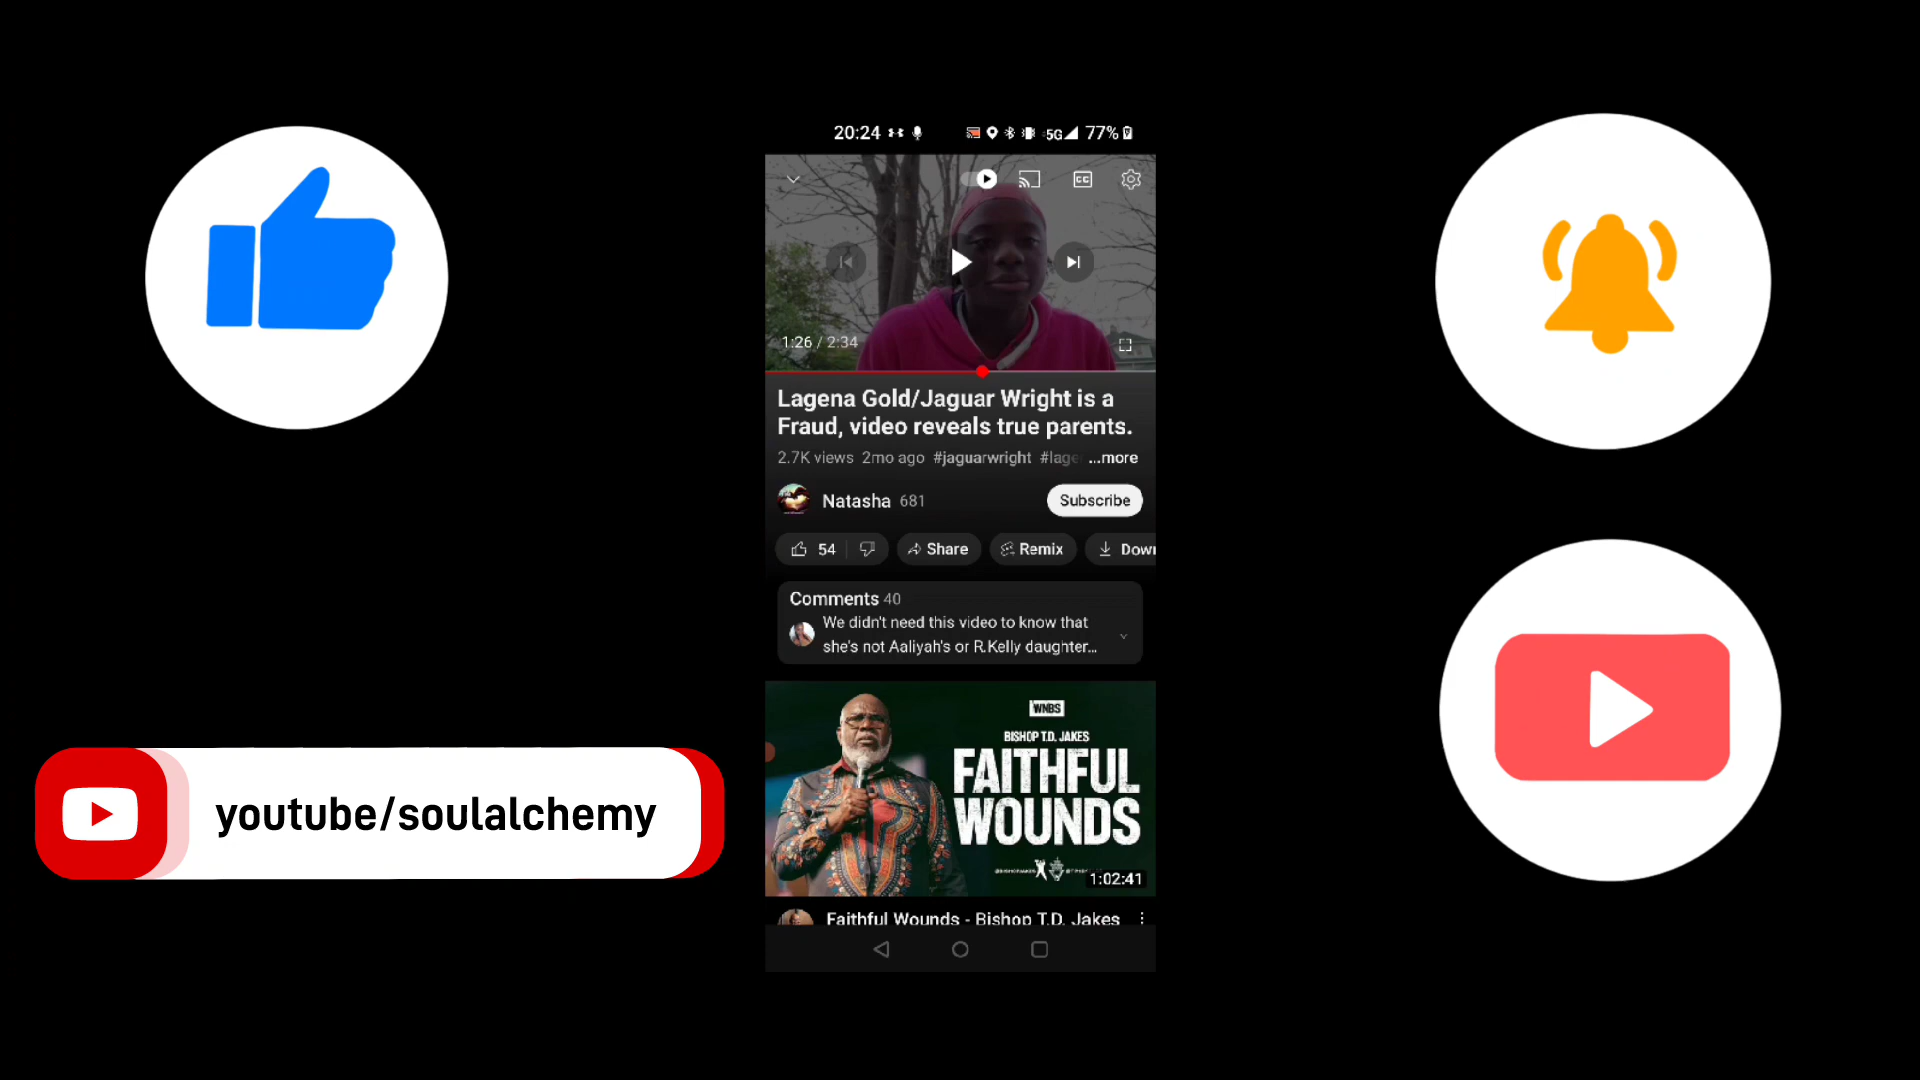 20:24
5G
77%
CC
1:26 / 2:34
Lagena Gold/Jaguar Wright is a
Fraud, video reveals true parents.
2.7K views 2mo ago #jaguarwright #lage ...more
Natasha 681
Subscribe
54
Share
Remix
Dow
Comments 40
We didn't need this video to know that
she's not Aaliyah's or R.Kelly daughter...
WNBS
BISHOP T.D. JAKES
FAITHFUL
WOUNDS
1:02:41
Faithful Wounds - Bishop T.D. Jakes
youtube/soulalchemy